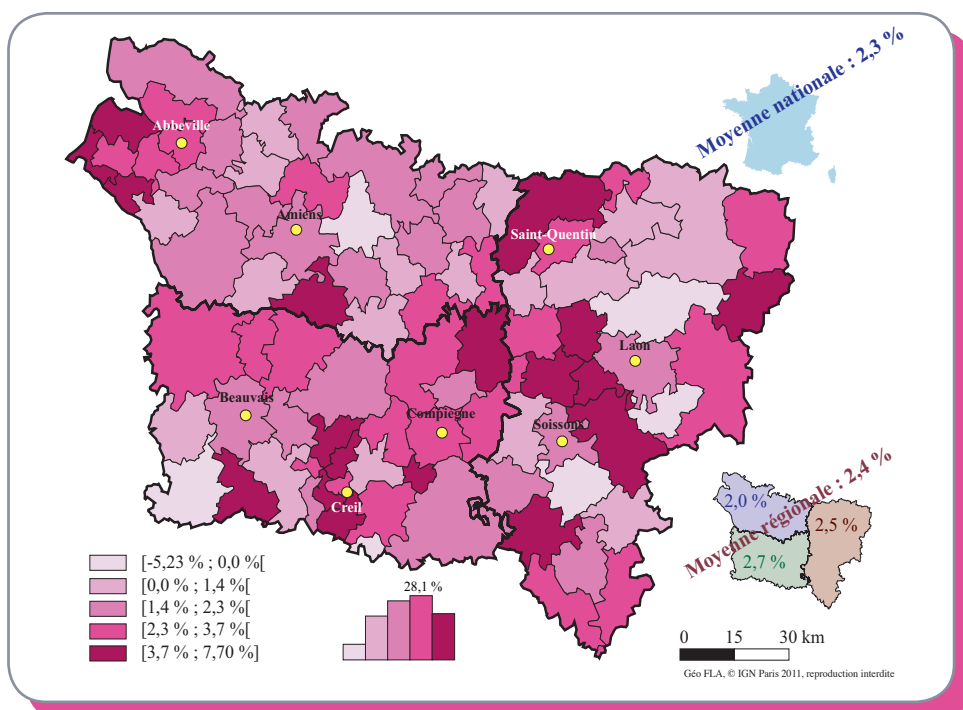 Moyenne nationale : 2,3 %
Abbeville
Amiens
Saint-Quentin
Laon
Beauvais
Compiègne
Soissons
Creil
Moyenne régionale : 2,4 %
2,0 %
2,5 %
2,7 %
[-5,23 % ; 0,0 %[
[0,0 % ; 1,4 %[
[1,4 % ; 2,3 %[
[2,3 % ; 3,7 %[
[3,7 % ; 7,70 %]
28,1 %
0 15 30 km
Géo FLA, © IGN Paris 2011, reproduction interdite